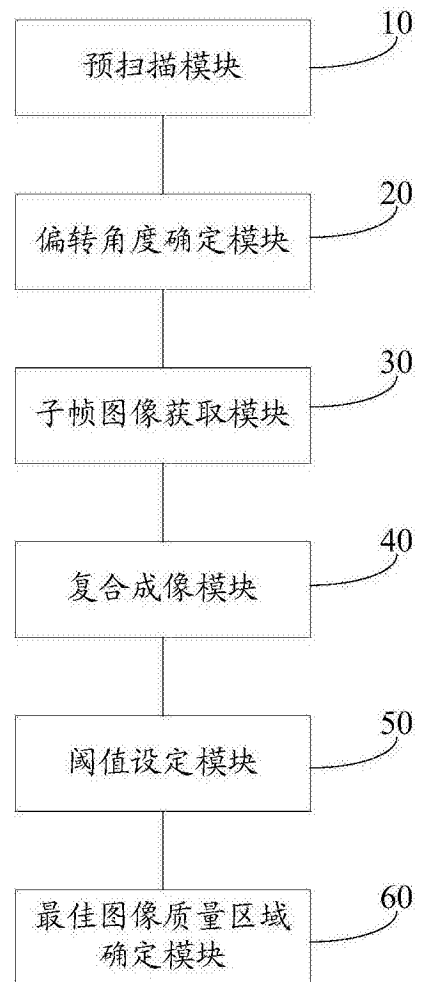 10
预扫描模块
20
偏转角度确定模块
30
子帧图像获取模块
40
复合成像模块
50
阈值设定模块
60
最佳图像质量区域
确定模块